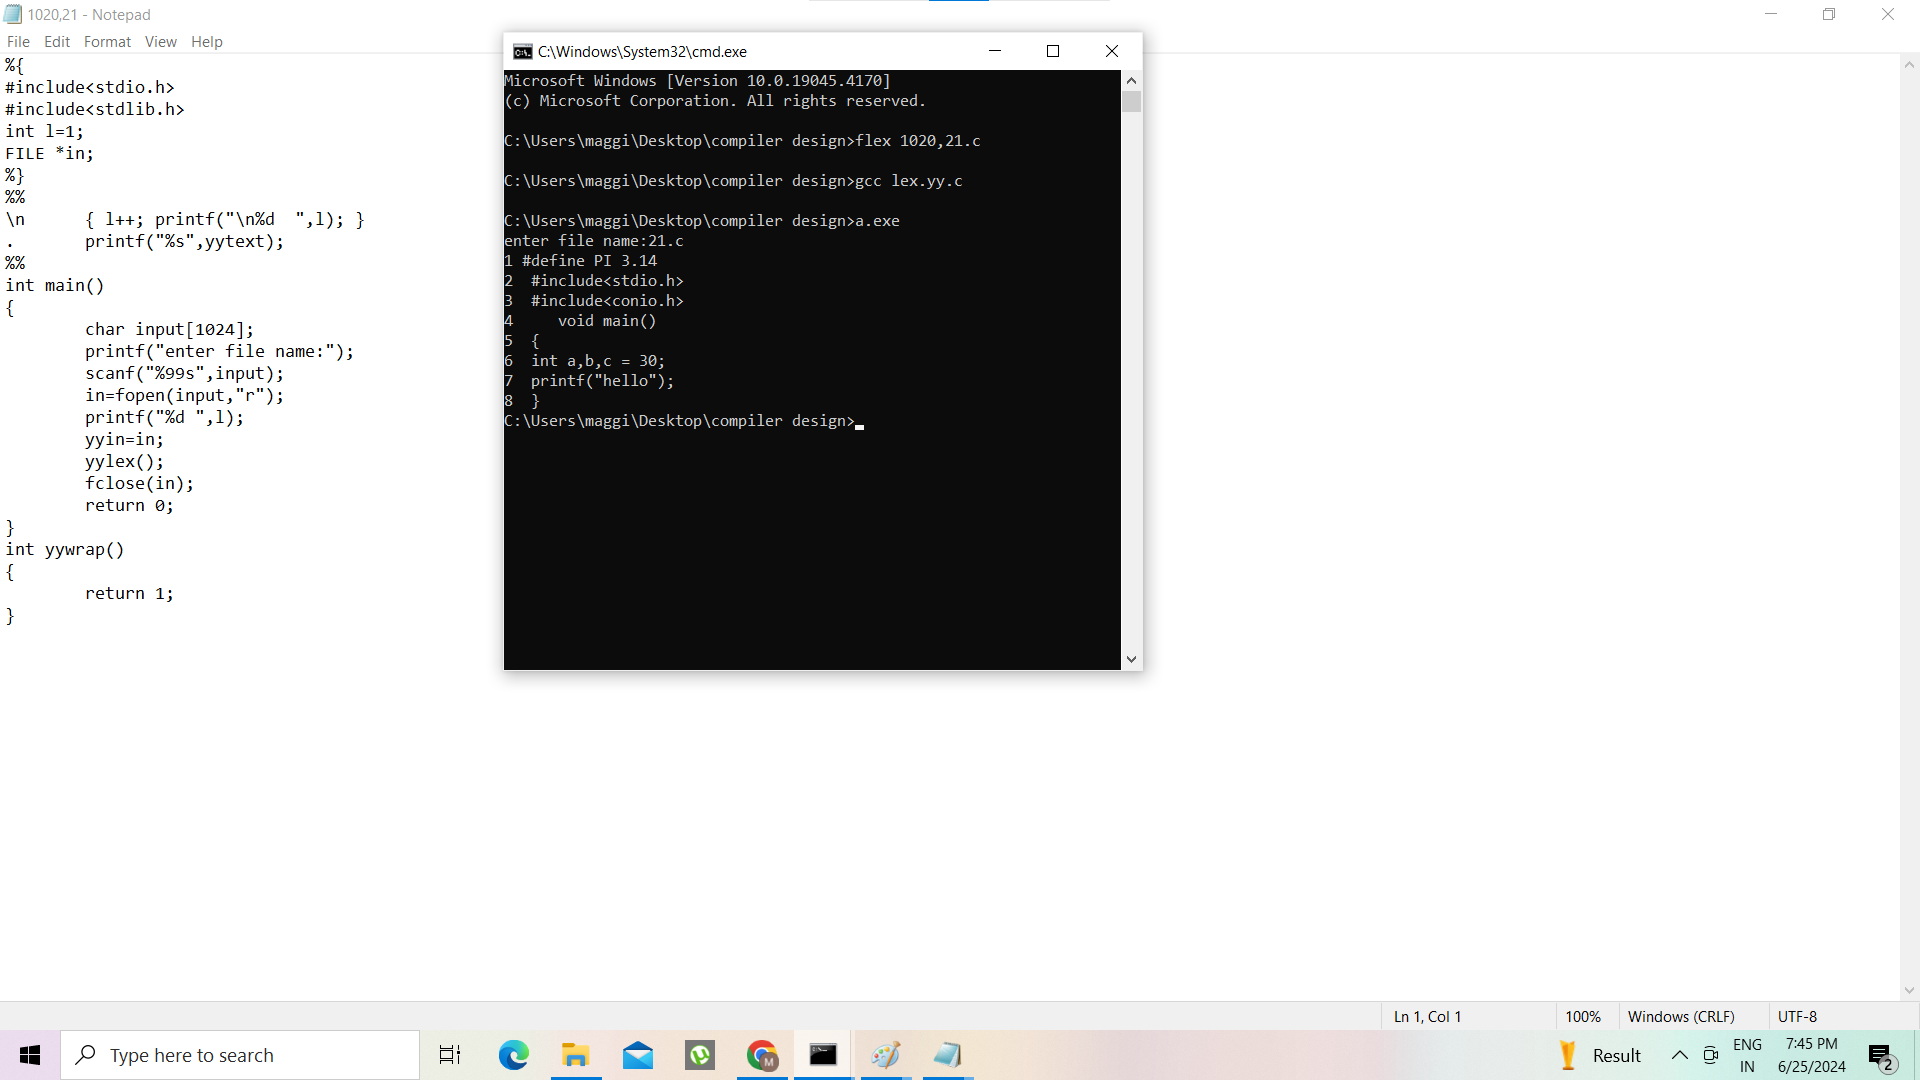 1020,21 - Notepad
File Edit Format View Help
%{
#include<stdio.h>
#include<stdlib.h>
int l=1;
FILE *in;
%}
%%
\n { l++; printf("\n%d  ",l); }
. printf("%s",yytext);
%%
int main()
{
char input[1024];
printf("enter file name:");
scanf("%99s",input);
in=fopen(input,"r");
printf("%d ",l);
yyin=in;
yylex();
fclose(in);
return 0;
}
int yywrap()
{
return 1;
}
C:\Windows\System32\cmd.exe
Microsoft Windows [Version 10.0.19045.4170]
(c) Microsoft Corporation. All rights reserved.
C:\Users\maggi\Desktop\compiler design>flex 1020,21.c
C:\Users\maggi\Desktop\compiler design>gcc lex.yy.c
C:\Users\maggi\Desktop\compiler design>a.exe
enter file name:21.c
1 #define PI 3.14
2  #include<stdio.h>
3  #include<conio.h>
4     void main()
5  {
6  int a,b,c = 30;
7  printf("hello");
8  }
C:\Users\maggi\Desktop\compiler design>
Ln 1, Col 1 100% Windows (CRLF) UTF-8
Type here to search
M
Result
ENG
IN
7:45 PM
6/25/2024
2